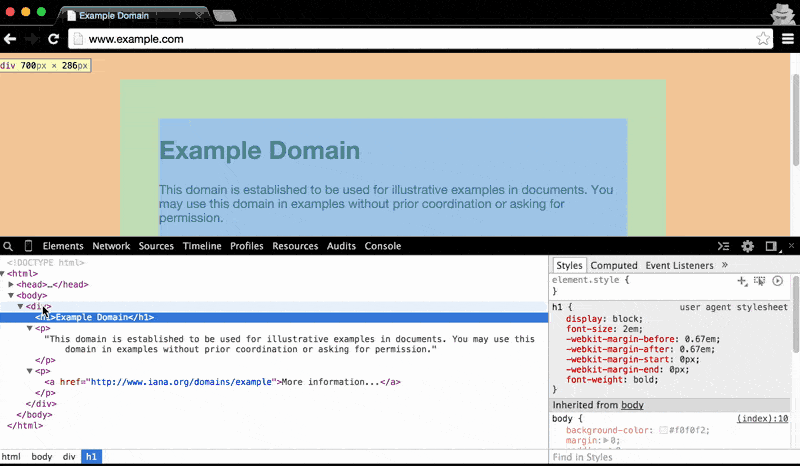 Example Domain
www.example.com
div 700px × 286px
Example Domain
This domain is established to be used for illustrative examples in documents. You
may use this domain in examples without prior coordination or asking for
permission.
Elements Network Sources Timeline Profiles Resources Audits Console
<!DOCTYPE html>
<html>
<head>…</head>
<body>
<div>
<h1>Example Domain</h1>
<p>
"This domain is established to be used for illustrative examples in documents. You may use this
domain in examples without prior coordination or asking for permission."
</p>
<p>
<a href="http://www.iana.org/domains/example">More information...</a>
</p>
</div>
</body>
</html>
html body div h1
Styles Computed Event Listeners »
element.style {
}
h1 { user agent stylesheet
display: block;
font-size: 2em;
-webkit-margin-before: 0.67em;
-webkit-margin-after: 0.67em;
-webkit-margin-start: 0px;
-webkit-margin-end: 0px;
font-weight: bold;
}
Inherited from body
body { (index):10
background-color: #f0f0f2;
margin: 0;
Find in Styles